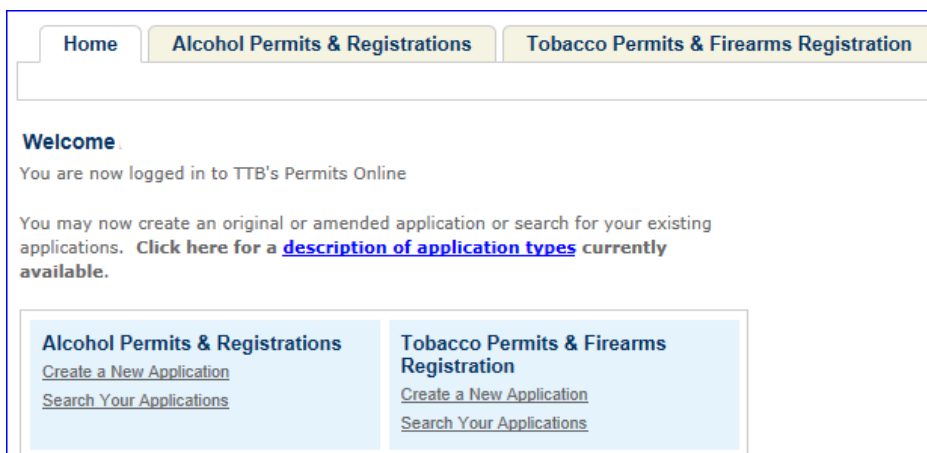 Home
Alcohol Permits & Registrations
Tobacco Permits & Firearms Registration
Welcome
You are now logged in to TTB's Permits Online
You may now create an original or amended application or search for your existing
applications. Click here for a description of application types currently
available.
Alcohol Permits & Registrations
Create a New Application
Search Your Applications
Tobacco Permits & Firearms
Registration
Create a New Application
Search Your Applications